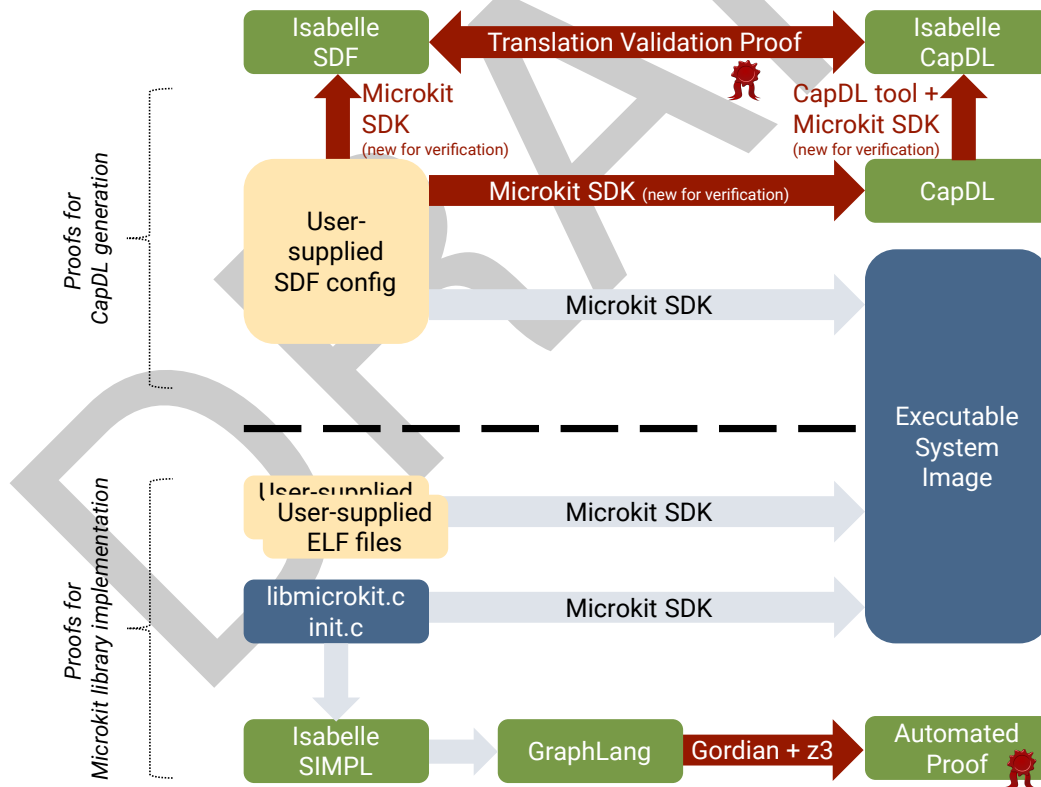 Isabelle
SDF
Translation Validation Proof
Isabelle
CapDL
Microkit
SDK
(new for verification)
CapDL tool +
Microkit SDK
(new for verification)
Proofs for
CapDL generation
User-
supplied
SDF config
Microkit SDK (new for verification)
CapDL
Microkit SDK
Executable
System
Image
DRA
Proofs for
Microkit library implementation
User-supplied
User-supplied
ELF files
Microkit SDK
libmicrokit.c
init.c
Microkit SDK
Isabelle
SIMPL
GraphLang
Gordian + z3
Automated
Proof